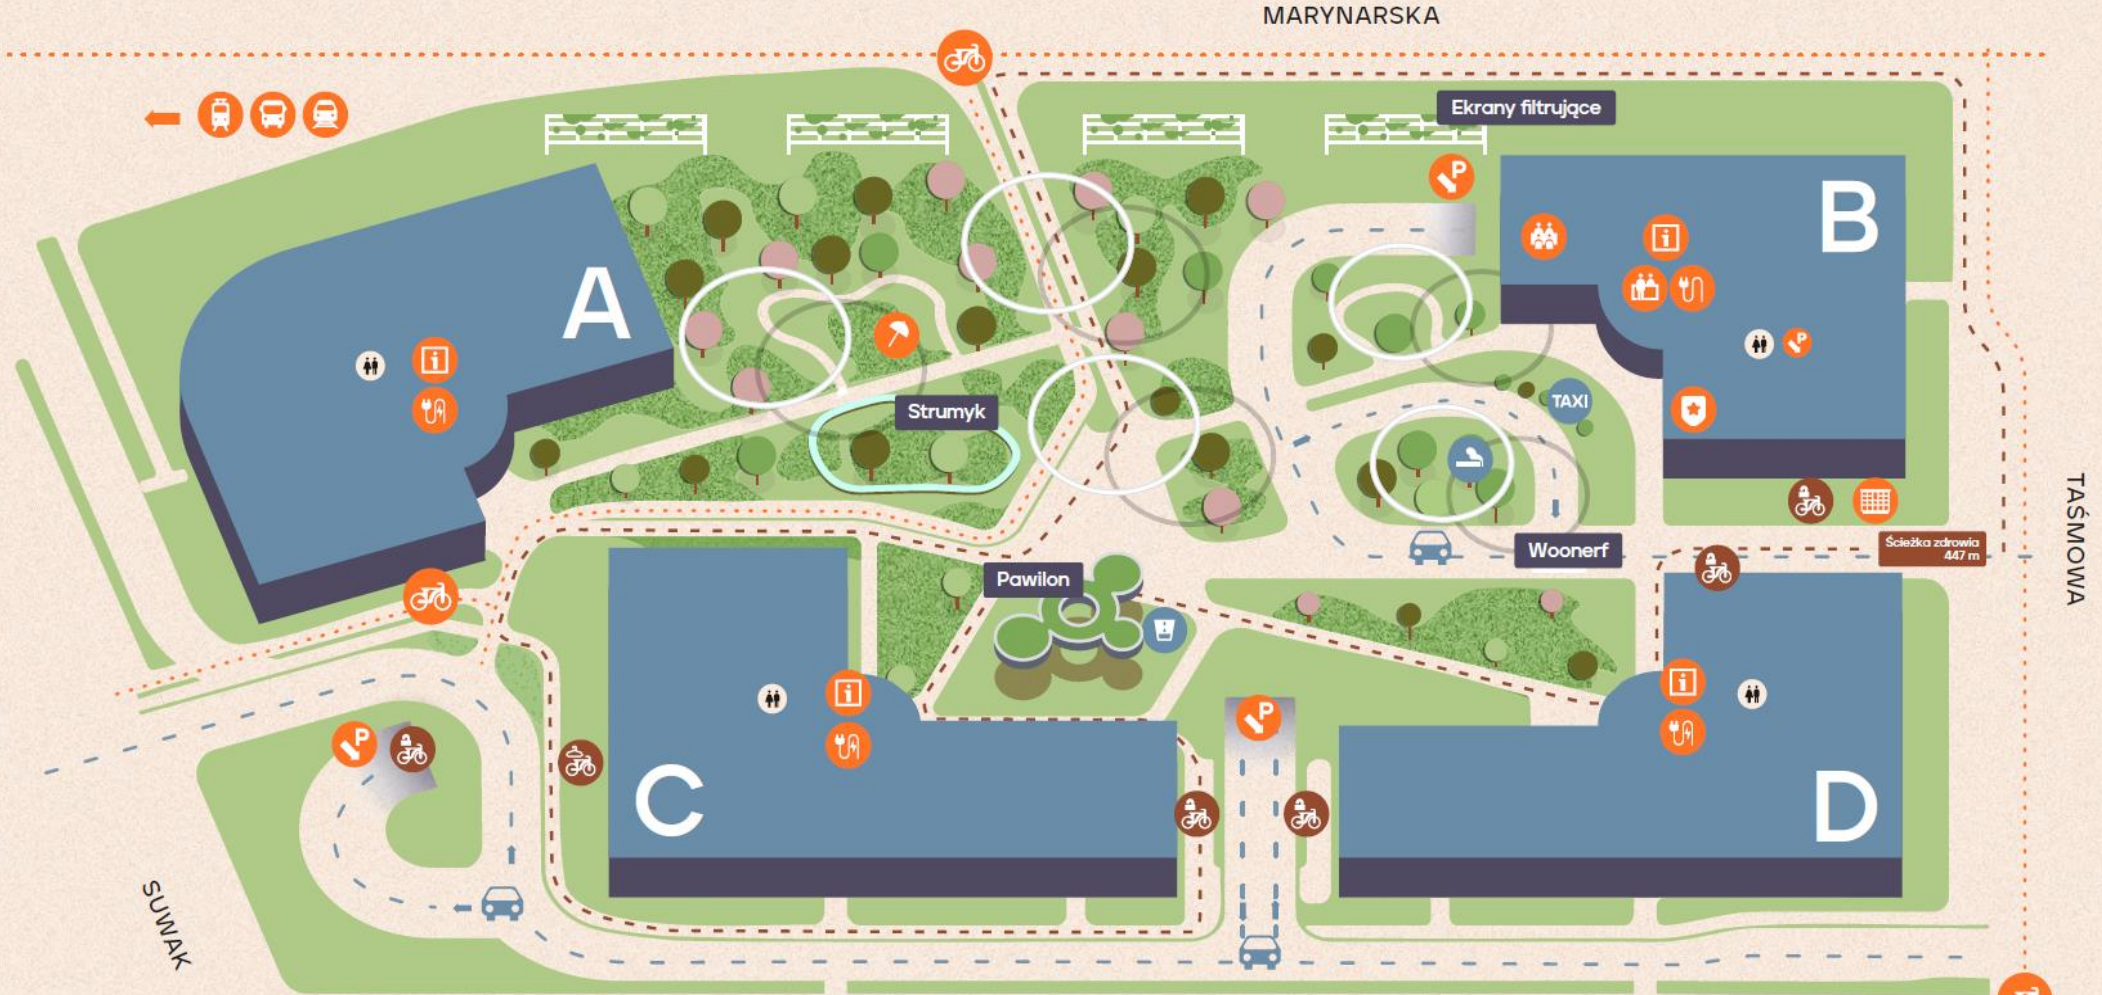 MARYNARSKA
Ekrany filtrujące
P
B
A
TAXI
Strumyk
P
TAŚMOWA
Ścieżka zdrowia
447 m
Woonerf
Pawilon
P
P
C
D
SUWAK